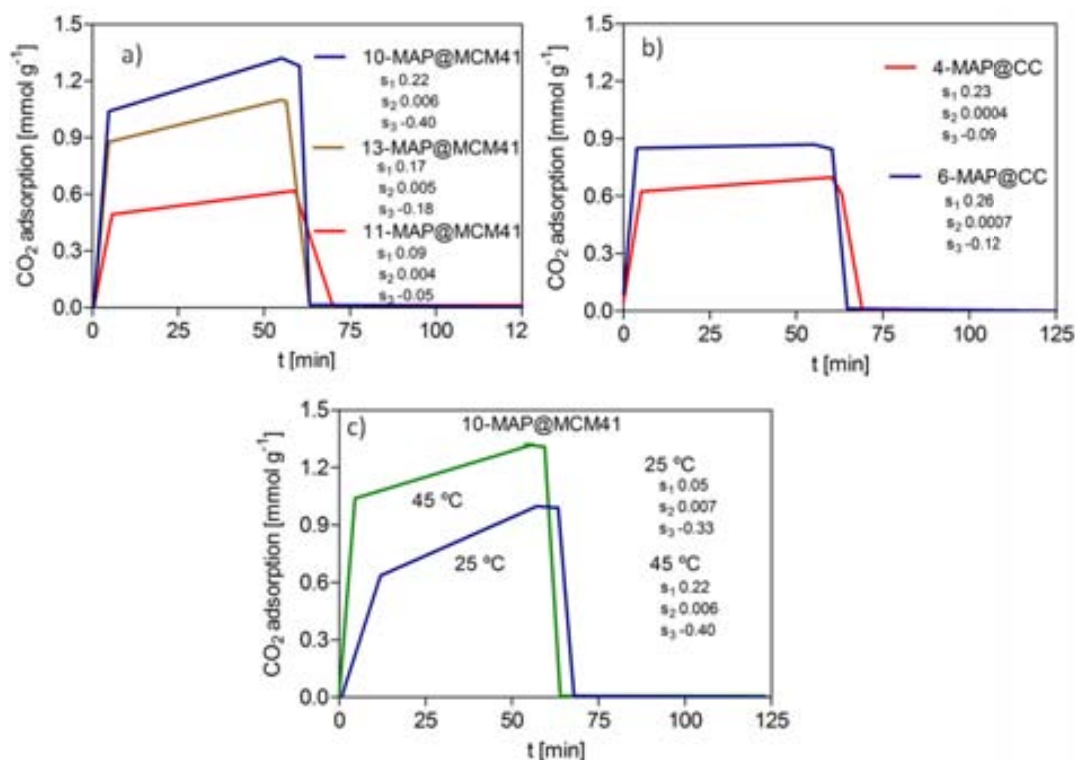 a)
CO₂ adsorption [mmol g⁻¹]
1.5
1.2
0.9
0.6
0.3
0.0
10-MAP@MCM41
s₁ 0.22
s₂ 0.006
s₃ -0.40
13-MAP@MCM41
s₁ 0.17
s₂ 0.005
s₃ -0.18
11-MAP@MCM41
s₁ 0.09
s₂ 0.004
s₃ -0.05
0 25 50 75 100 125
t [min]
b)
CO₂ adsorption [mmol g⁻¹]
1.5
1.2
0.9
0.6
0.3
0.0
4-MAP@CC
s₁ 0.23
s₂ 0.0004
s₃ -0.09
6-MAP@CC
s₁ 0.26
s₂ 0.0007
s₃ -0.12
0 25 50 75 100 125
t [min]
c)
10-MAP@MCM41
CO₂ adsorption [mmol g⁻¹]
1.5
1.2
0.9
0.6
0.3
0.0
45 ºC
25 ºC
25 ºC
s₁ 0.05
s₂ 0.007
s₃ -0.33
45 ºC
s₁ 0.22
s₂ 0.006
s₃ -0.40
0 25 50 75 100 125
t [min]